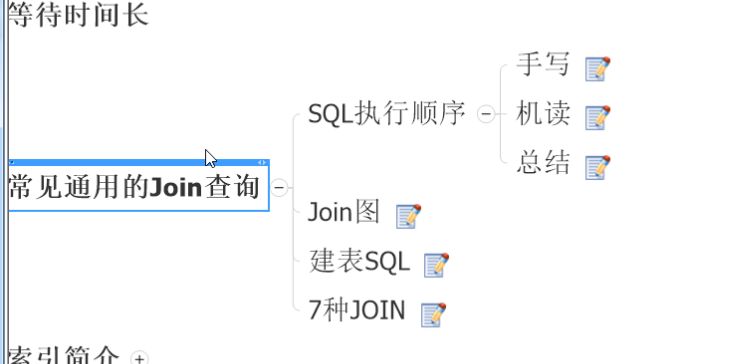 等待时间长
手写
SQL执行顺序
机读
总结
常见通用的Join查询
Join图
建表SQL
7种JOIN
索引简介